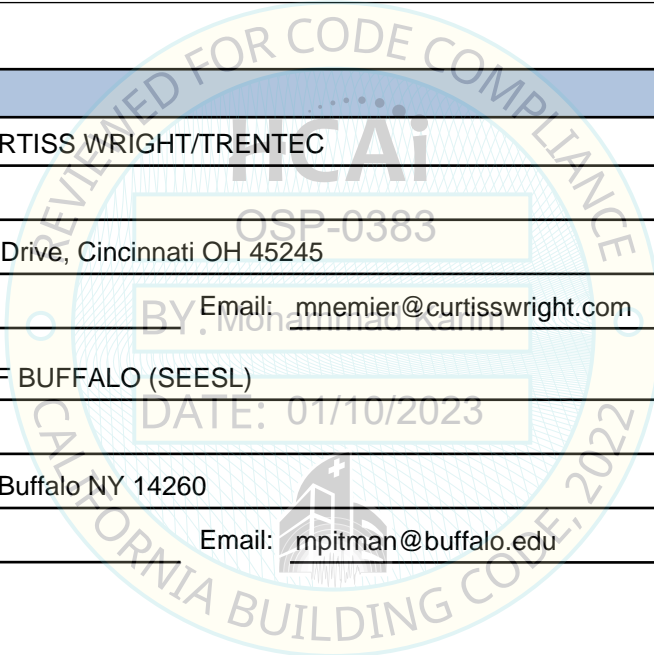 REVIEWED FOR CODE COMPLIANCE
HCAi
RTISS WRIGHT/TRENTEC
OSP-0383
Drive, Cincinnati OH 45245
Email: mnemier@curtisswright.com
BY: Mohammad Karim
F BUFFALO (SEESL)
DATE: 01/10/2023
Buffalo NY 14260
Email: mpitman@buffalo.edu
CALIFORNIA BUILDING CODE, 2022